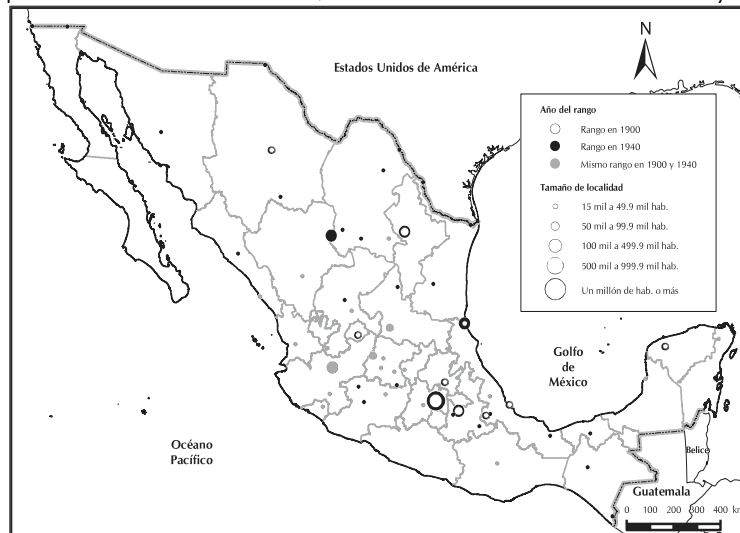 N
Estados Unidos de América
Año del rango
Rango en 1900
Rango en 1940
Mismo rango en 1900 y 1940
Tamaño de localidad
15 mil a 49.9 mil hab.
50 mil a 99.9 mil hab.
100 mil a 499.9 mil hab.
500 mil a 999.9 mil hab.
Un millón de hab. o más
Golfo
de
México
Océano
Pacífico
Belice
Guatemala
0 100 200 300 400 km